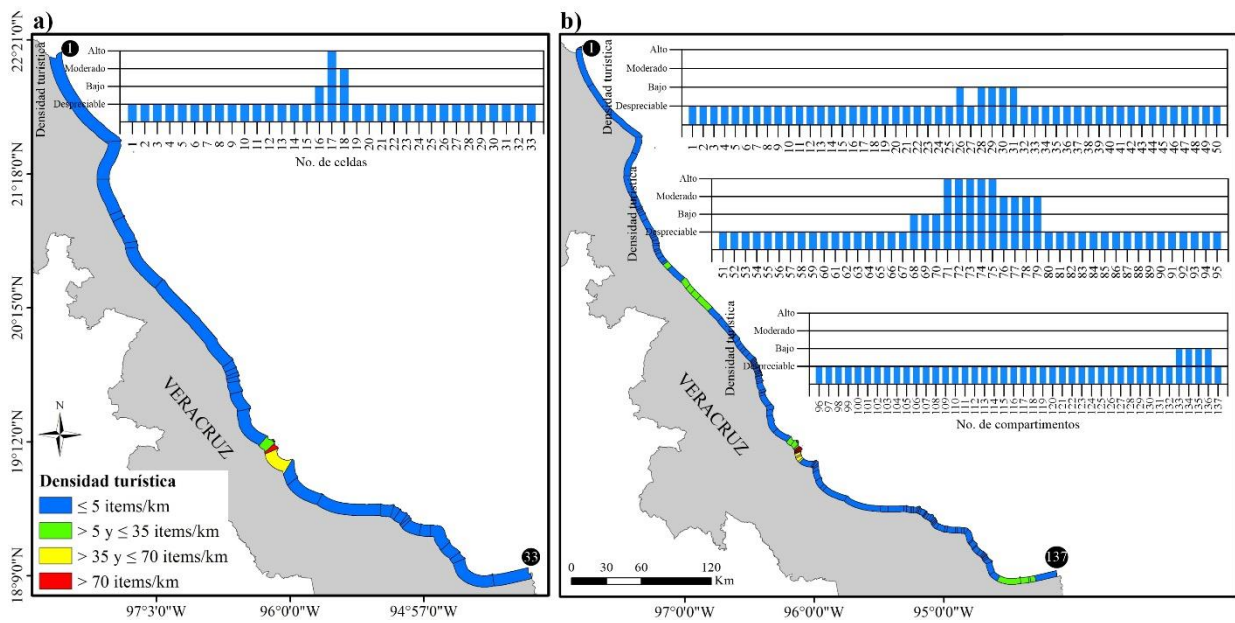 a)
22°21'0"N
21°18'0"N
20°15'0"N
19°12'0"N
18°9'0"N
1
Densidad turística
Alto
Moderado
Bajo
Despreciable
1 2 3 4 5 6 7 8 9 10 11 12 13 14 15 16 17 18 19 20 21 22 23 24 25 26 27 28 29 30 31 32 33
No. de celdas
VERACRUZ
N
Densidad turística
≤ 5 items/km
> 5 y ≤ 35 items/km
> 35 y ≤ 70 items/km
> 70 items/km
33
97°30'0"W 96°0'0"W 94°57'0"W
b)
1
Densidad turística
Alto
Moderado
Bajo
Despreciable
1 2 3 4 5 6 7 8 9 10 11 12 13 14 15 16 17 18 19 20 21 22 23 24 25 26 27 28 29 30 31 32 33 34 35 36 37 38 39 40 41 42 43 44 45 46 47 48 49 50
Densidad turística
Alto
Moderado
Bajo
Despreciable
51 52 53 54 55 56 57 58 59 60 61 62 63 64 65 66 67 68 69 70 71 72 73 74 75 76 77 78 79 80 81 82 83 84 85 86 87 88 89 90 91 92 93 94 95
Densidad turística
Alto
Moderado
Bajo
Despreciable
96 97 98 99 100 101 102 103 104 105 106 107 108 109 110 111 112 113 114 115 116 117 118 119 120 121 122 123 124 125 126 127 128 129 130 131 132 133 134 135 136 137
No. de compartimentos
VERACRUZ
137
0 30 60 120
Km
97°0'0"W 96°0'0"W 95°0'0"W